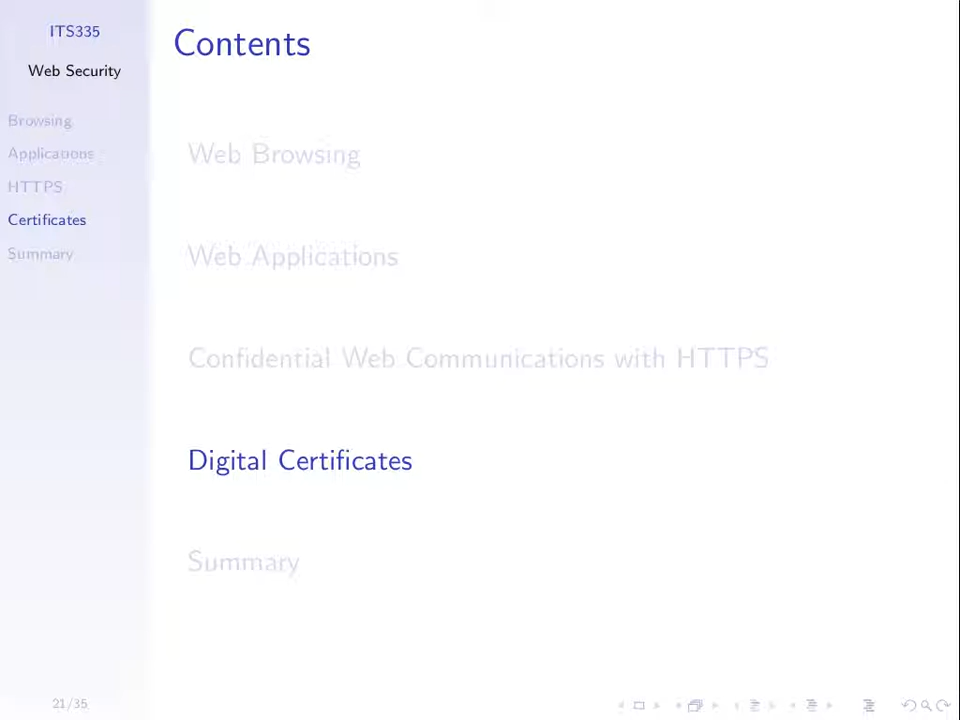 ITS335
Web Security
Browsing
Applications
HTTPS
Certificates
Summary
21/35
Contents
Web Browsing
Web Applications
Confidential Web Communications with HTTPS
Digital Certificates
Summary